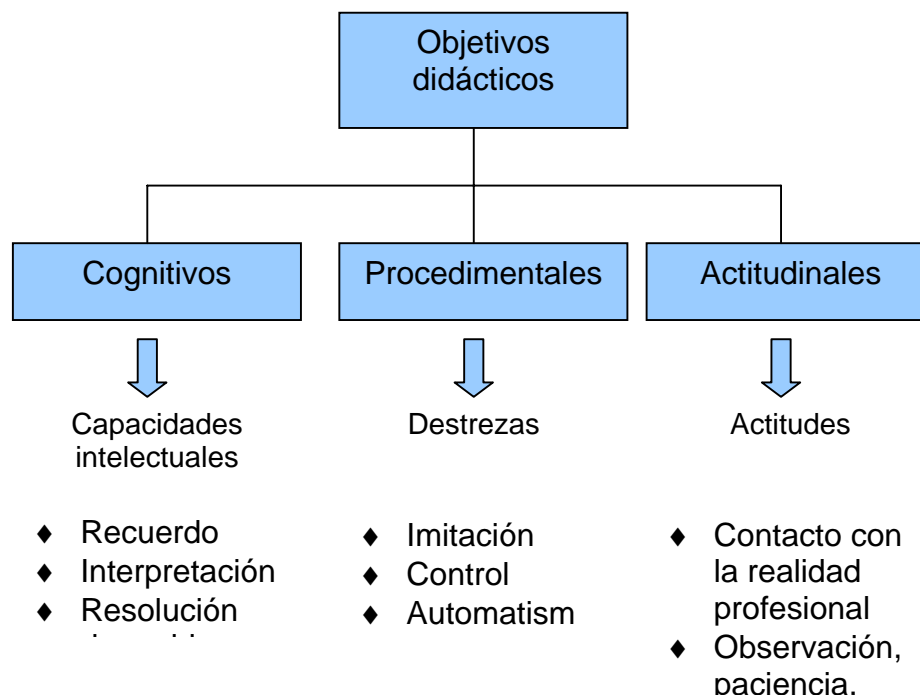 Objetivos
didácticos
Cognitivos
Procedimentales
Actitudinales
Capacidades
intelectuales
Destrezas
Actitudes
♦ Recuerdo
♦ Interpretación
♦ Resolución
♦ Imitación
♦ Control
♦ Automatism
♦ Contacto con
la realidad
profesional
♦ Observación,
paciencia,